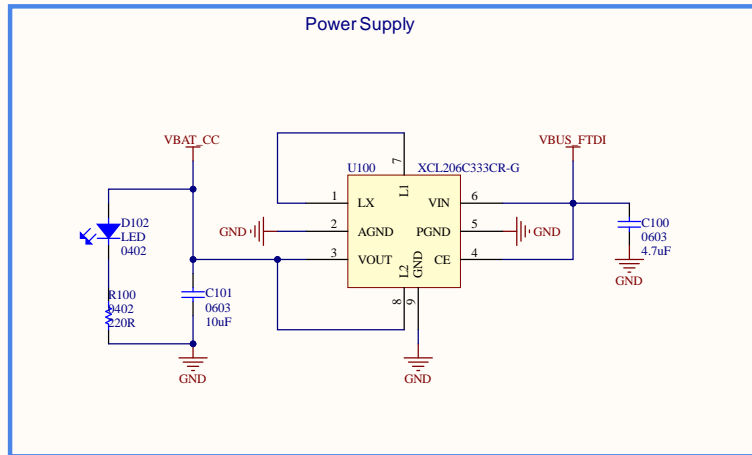 Power Supply
VBAT_CC
VBUS_FTDI
U100
XCL206C333CR-G
7
L1
1
LX
VIN
6
GND
2
AGND
PGND
5
GND
3
VOUT
CE
4
L2
GND
8
9
D102
LED
0402
C100
0603
4.7uF
GND
R100
0402
220R
C101
0603
10uF
GND
GND